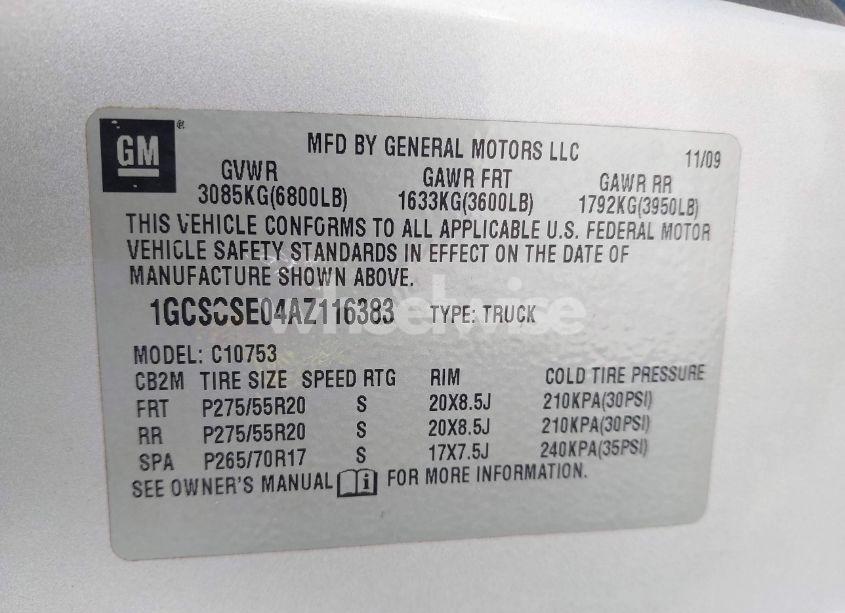 GM
MFD BY GENERAL MOTORS LLC 11/09
GVWR GAWR FRT GAWR RR
3085KG(6800LB) 1633KG(3600LB) 1792KG(3950LB)
THIS VEHICLE CONFORMS TO ALL APPLICABLE U.S. FEDERAL MOTOR
VEHICLE SAFETY STANDARDS IN EFFECT ON THE DATE OF
MANUFACTURE SHOWN ABOVE.
1GCSCSE04AZ116383 TYPE: TRUCK
wheelwise
MODEL: C10753
CB2M TIRE SIZE SPEED RTG RIM COLD TIRE PRESSURE
FRT P275/55R20 S 20X8.5J 210KPA(30PSI)
RR P275/55R20 S 20X8.5J 210KPA(30PSI)
SPA P265/70R17 S 17X7.5J 240KPA(35PSI)
SEE OWNER'S MANUAL i FOR MORE INFORMATION.